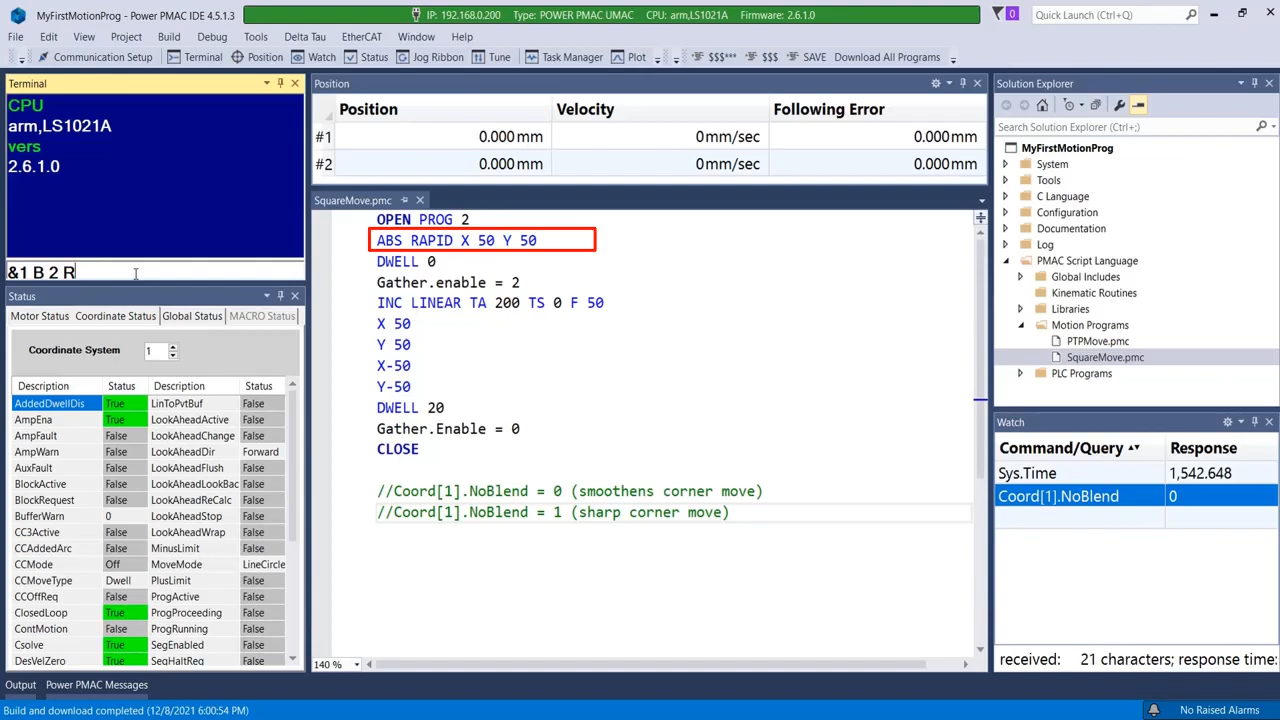 MyFirstMotionProg - Power PMAC IDE 4.5.1.3
IP: 192.168.0.200 Type: POWER PMAC UMAC CPU: arm,LS1021A Firmware: 2.6.1.0
0
Quick Launch (Ctrl+Q)
File Edit View Project Build Debug Tools Delta Tau EtherCAT Window Help
Communication Setup Terminal Position Watch Status Jog Ribbon Tune Task Manager Plot $$$*** $$$ SAVE Download All Programs
Terminal
CPU
arm,LS1021A
vers
2.6.1.0
&1 B 2 R
Status
Motor Status Coordinate Status Global Status MACRO Status
Coordinate System 1
Description Status Description Status
AddedDwellDis True LinToPvtBuf False
AmpEna True LookAheadActive False
AmpFault False LookAheadChange False
AmpWarn False LookAheadDir Forward
AuxFault False LookAheadFlush False
BlockActive False LookAheadLookBac False
BlockRequest False LookAheadReCalc False
BufferWarn 0 LookAheadStop False
CC3Active False LookAheadWrap False
CCAddedArc False MinusLimit False
CCMode Off MoveMode LineCircle
CCMoveType Dwell PlusLimit False
CCOffReq False ProgActive False
ClosedLoop True ProgProceeding False
ContMotion False ProgRunning False
Csolve True SegEnabled False
DesVelZero True SegHaltReq False
Position
Position Velocity Following Error
#1 0.000 mm 0 mm/sec 0.000 mm
#2 0.000 mm 0 mm/sec 0.000 mm
SquareMove.pmc
OPEN PROG 2
ABS RAPID X 50 Y 50
DWELL 0
Gather.enable = 2
INC LINEAR TA 200 TS 0 F 50
X 50
Y 50
X-50
Y-50
DWELL 20
Gather.Enable = 0
CLOSE
//Coord[1].NoBlend = 0 (smoothens corner move)
//Coord[1].NoBlend = 1 (sharp corner move)
140 %
Solution Explorer
Search Solution Explorer (Ctrl+;)
MyFirstMotionProg
System
Tools
C Language
Configuration
Documentation
Log
PMAC Script Language
Global Includes
Kinematic Routines
Libraries
Motion Programs
PTPMove.pmc
SquareMove.pmc
PLC Programs
Watch
Command/Query Response
Sys.Time 1,542.648
Coord[1].NoBlend 0
received: 21 characters; response time:
Output Power PMAC Messages
Build and download completed (12/8/2021 6:00:54 PM)
No Raised Alarms